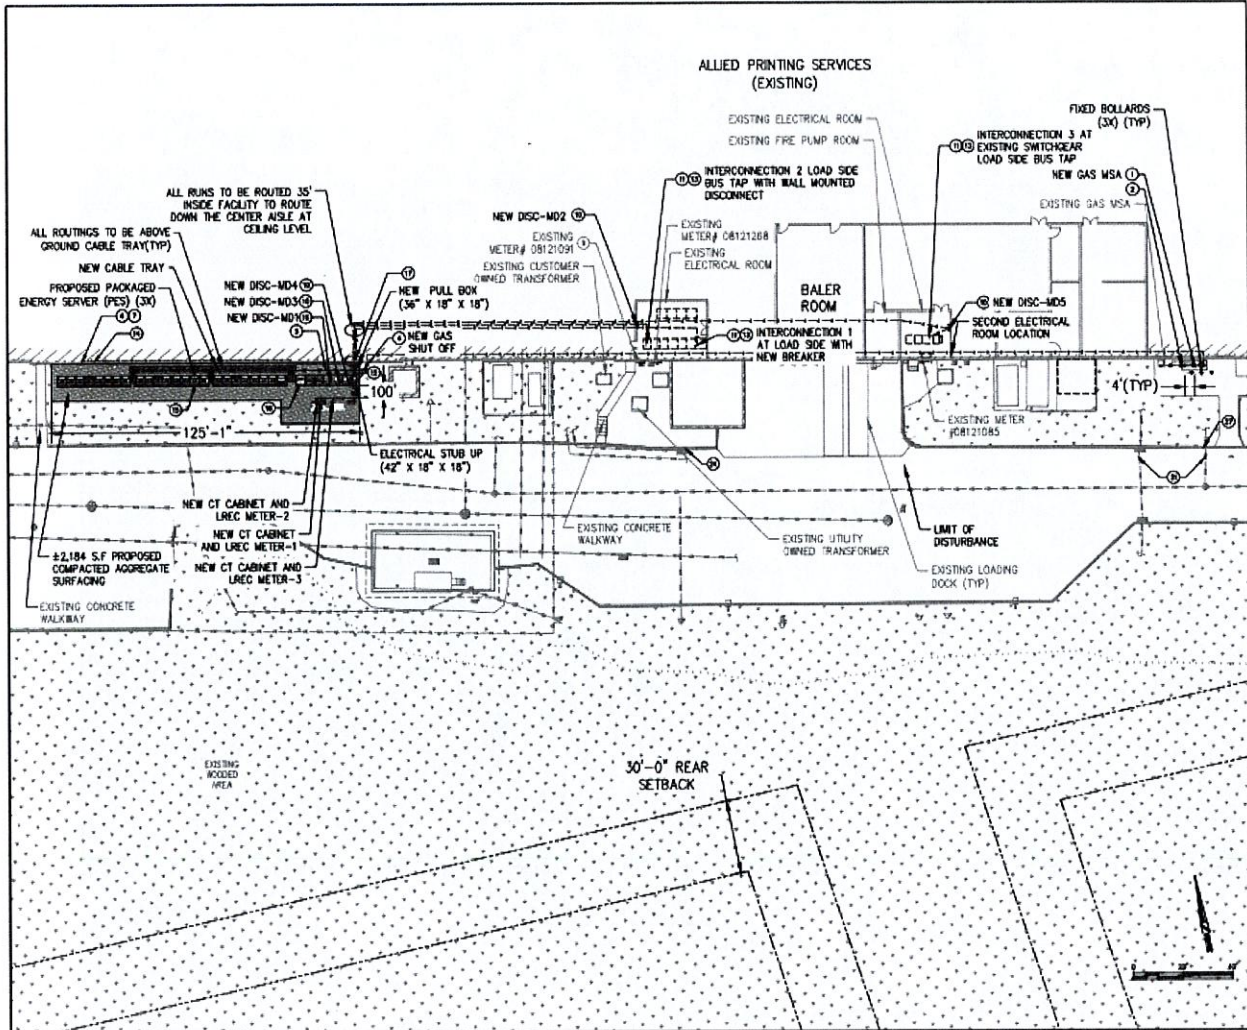 ALLIED PRINTING SERVICES
(EXISTING)
EXISTING ELECTRICAL ROOM
EXISTING FIRE PUMP ROOM
FIXED BOLLARDS
(3X) (TYP)
INTERCONNECTION 3 AT
EXISTING SWITCHGEAR
LOAD SIDE BUS TAP
NEW GAS MSA
1
2
EXISTING GAS MSA
INTERCONNECTION 2 LOAD SIDE
BUS TAP WITH WALL MOUNTED
DISCONNECT
ALL RUNS TO BE ROUTED 35'
INSIDE FACILITY TO ROUTE
DOWN THE CENTER AISLE AT
CEILING LEVEL
NEW DISC-MD2
EXISTING
METER# 08121091
EXISTING CUSTOMER
OWNED TRANSFORMER
EXISTING
METER# 08121268
EXISTING
ELECTRICAL ROOM
ALL ROUTINGS TO BE ABOVE
GROUND CABLE TRAY(TYP)
NEW CABLE TRAY
PROPOSED PACKAGED
ENERGY SERVER (PES) (3X)
NEW DISC-MD4
NEW DISC-MD3
NEW DISC-MD1
17
NEW PULL BOX
(36" X 18" X 18")
NEW GAS
SHUT OFF
BALER
ROOM
INTERCONNECTION 1
AT LOAD SIDE WITH
NEW BREAKER
NEW DISC-MD5
SECOND ELECTRICAL
ROOM LOCATION
100
4'(TYP)
125'-1"
ELECTRICAL STUB UP
(42" X 18" X 18")
EXISTING METER
#08121085
27
NEW CT CABINET AND
LREC METER-2
NEW CT CABINET
AND LREC METER-1
NEW CT CABINET AND
LREC METER-3
±2,184 S.F PROPOSED
COMPACTED AGGREGATE
SURFACING
EXISTING CONCRETE
WALKWAY
EXISTING CONCRETE
WALKWAY
EXISTING UTILITY
OWNED TRANSFORMER
LIMIT OF
DISTURBANCE
EXISTING LOADING
DOCK (TYP)
EXISTING
WOODED
AREA
30'-0" REAR
SETBACK
0